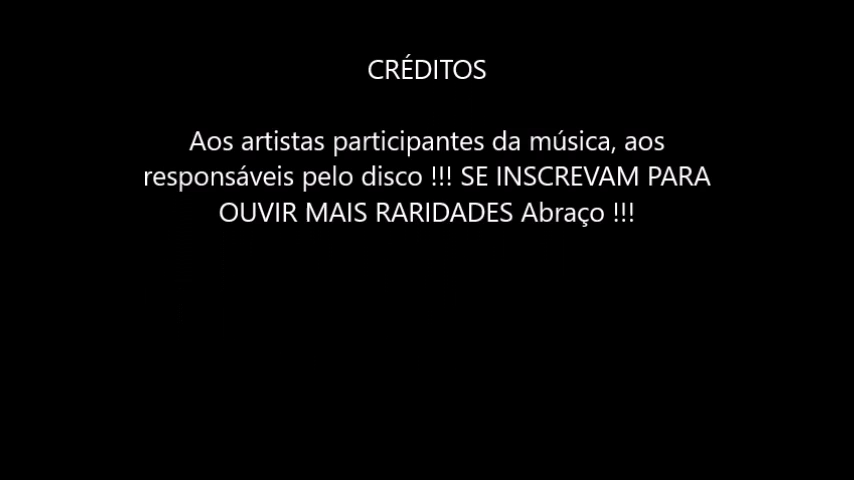 CRÉDITOS
Aos artistas participantes da música, aos
responsáveis pelo disco !!! SE INSCREVAM PARA
OUVIR MAIS RARIDADES Abraço !!!